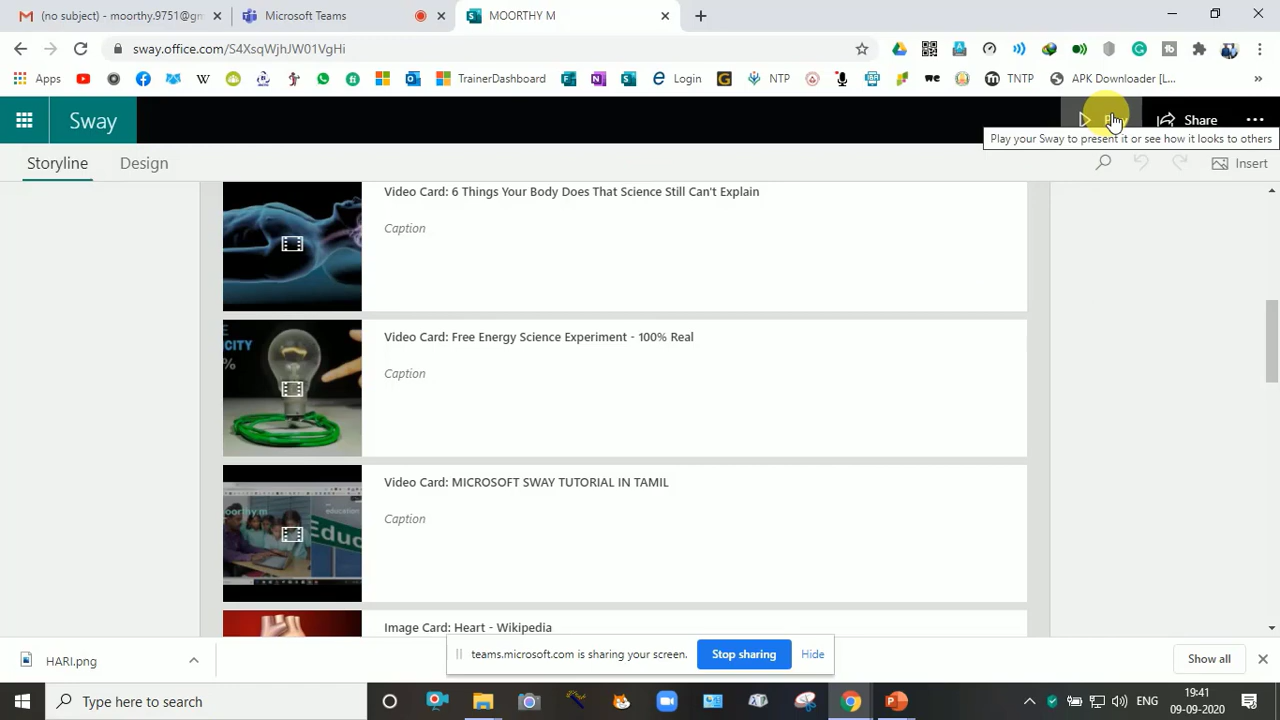 (no subject) - moorthy.9751@gm
Microsoft Teams
MOORTHY M
sway.office.com/S4XsqWjhJW01VgHi
Apps
TrainerDashboard
Login
NTP
TNTP
APK Downloader [L...
Sway
Share
Play your Sway to present it or see how it looks to others
Storyline
Design
Insert
Video Card: 6 Things Your Body Does That Science Still Can't Explain
Caption
CITY
%
Video Card: Free Energy Science Experiment - 100% Real
Caption
Video Card: MICROSOFT SWAY TUTORIAL IN TAMIL
Caption
oorthy.m
Educ
Image Card: Heart - Wikipedia
teams.microsoft.com is sharing your screen.
Stop sharing
Hide
HARI.png
Show all
Type here to search
ENG
19:41
09-09-2020